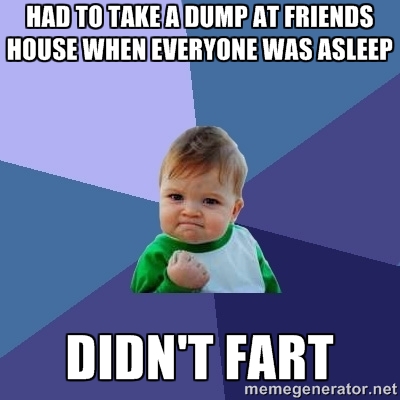 HAD TO TAKE A DUMP AT FRIENDS
HOUSE WHEN EVERYONE WAS ASLEEP
DIDN'T FART
memegenerator.net